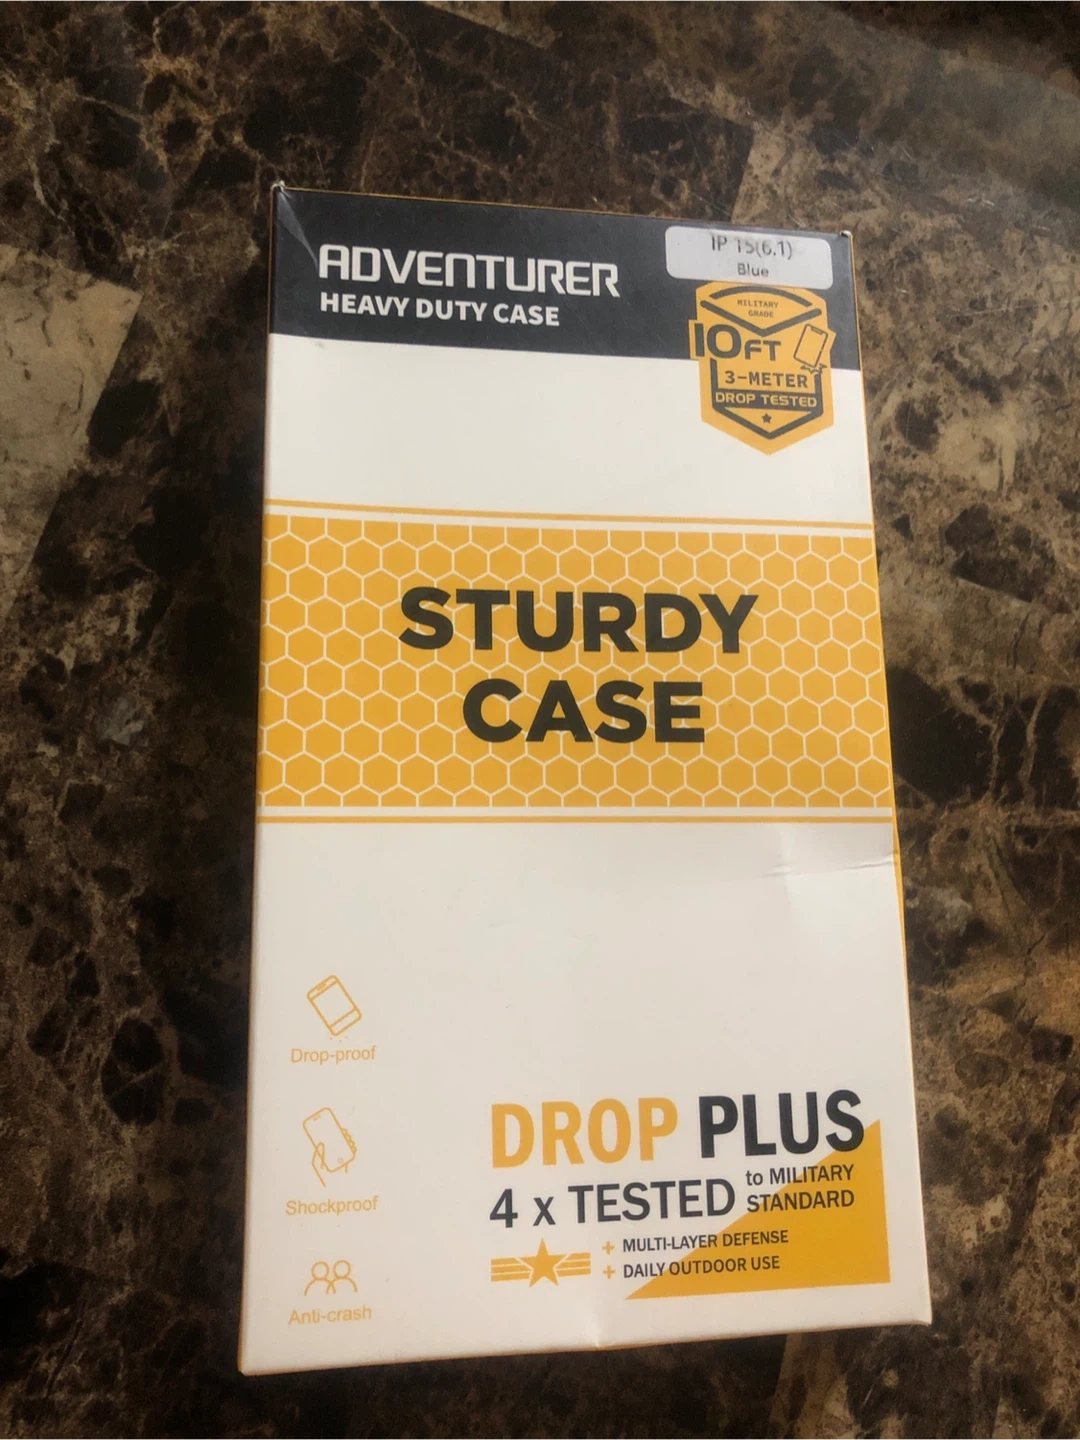 ADVENTURER
HEAVY DUTY CASE
IP 15(6.1)
Blue
MILITARY
GRADE
10FT
3-METER
DROP TESTED
STURDY
CASE
Drop-proof
Shockproof
Anti-crash
DROP PLUS
4 x TESTED to MILITARY
STANDARD
+ MULTI-LAYER DEFENSE
+ DAILY OUTDOOR USE